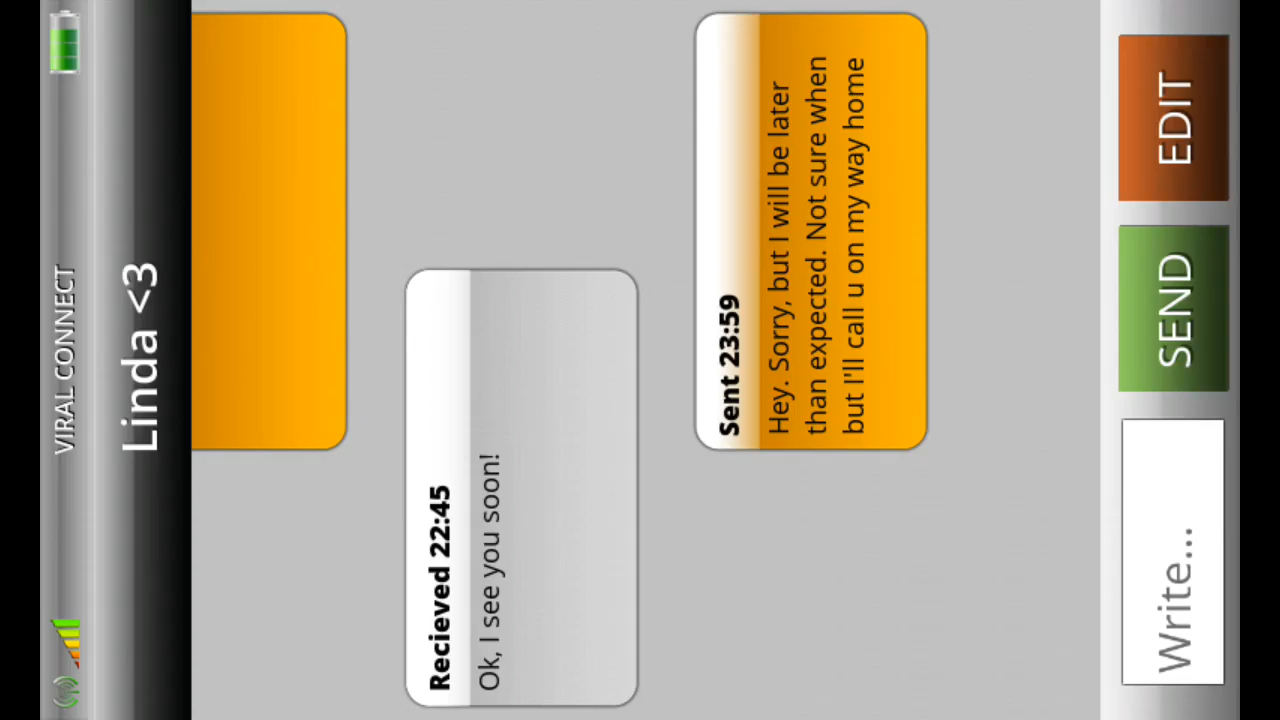 VIRAL CONNECT
Linda <3
Recieved 22:45
Ok, I see you soon!
Sent 23:59
Hey. Sorry, but I will be later
than expected. Not sure when
but I'll call u on my way home
Write...
SEND
EDIT